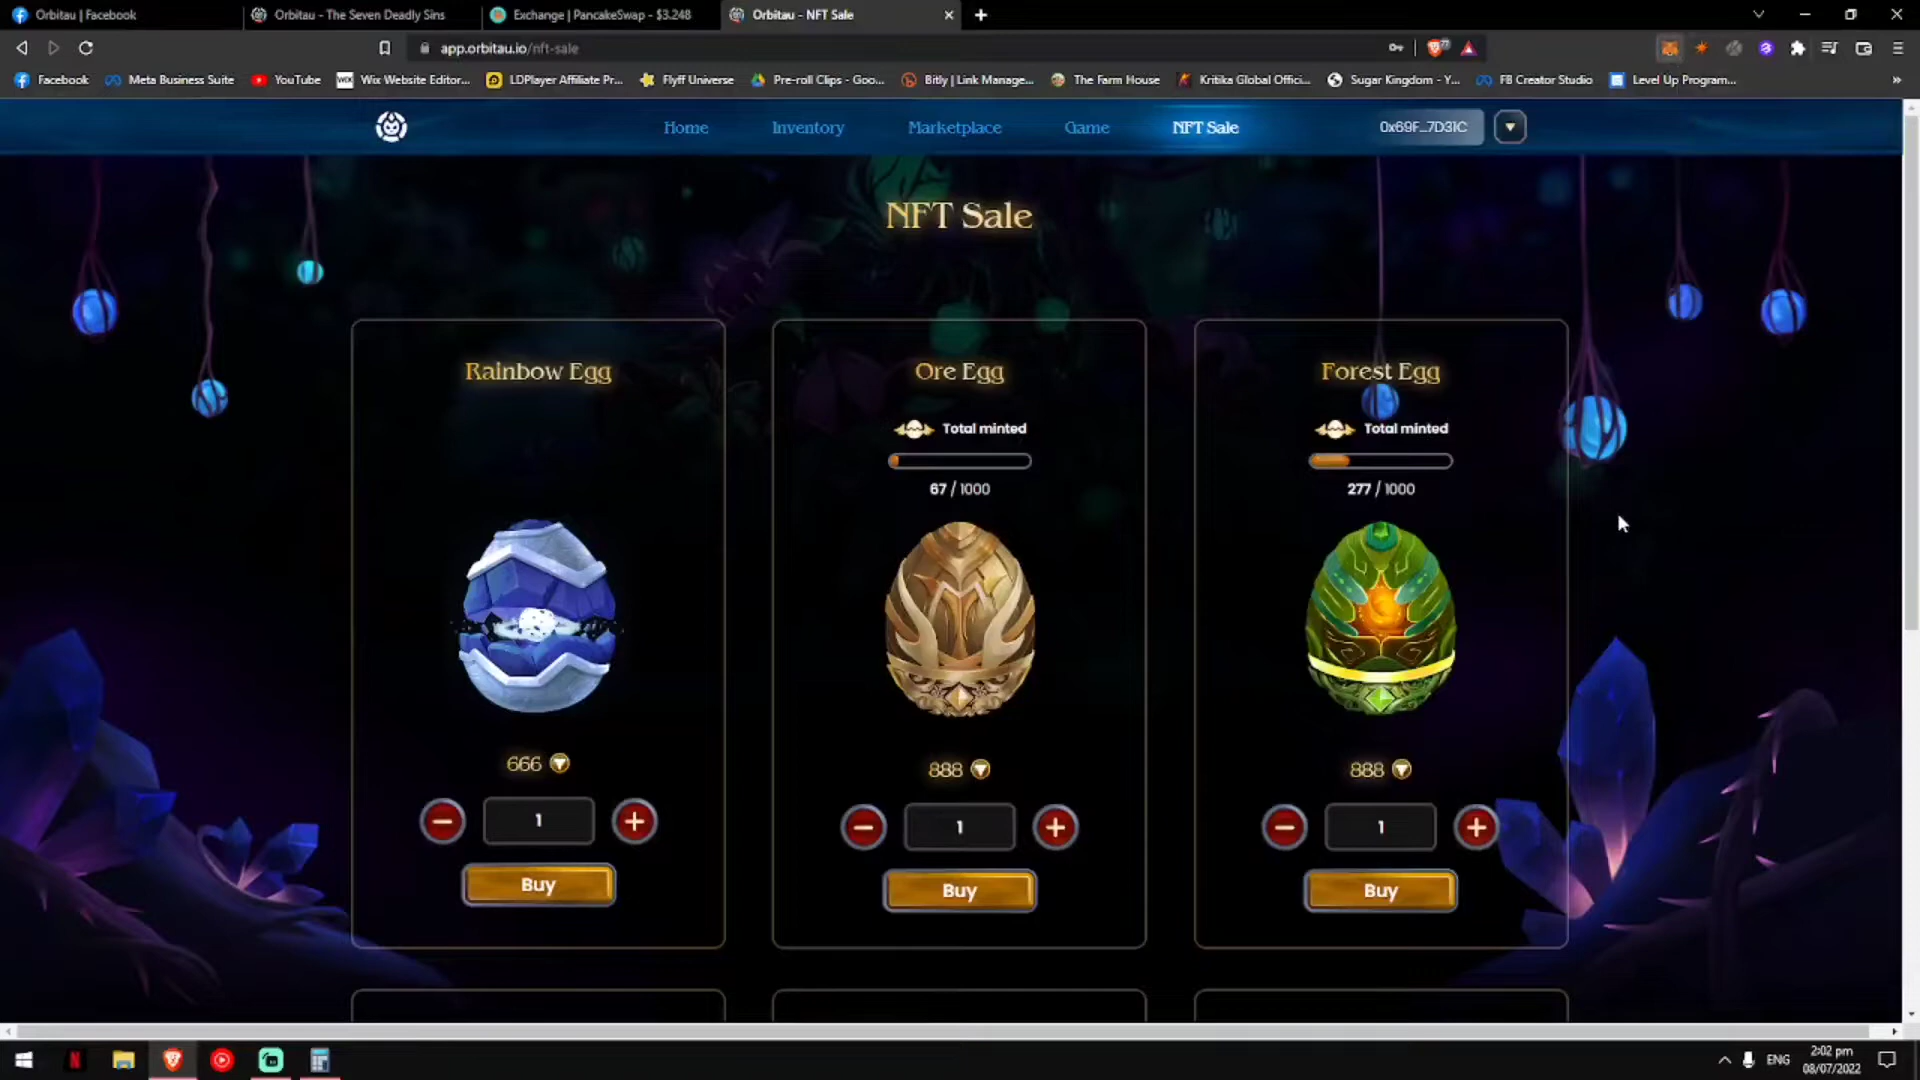 Orbitau | Facebook
Orbitau - The Seven Deadly Sins
Exchange | PancakeSwap - $3.248
Orbitau - NFT Sale
app.orbitau.io/nft-sale
Facebook
Meta Business Suite
YouTube
Wix Website Editor...
LDPlayer Affiliate Pr...
Flyff Universe
Pre-roll Clips - Goo...
Bitly | Link Manage...
The Farm House
Kritika Global Offici...
Sugar Kingdom - Y...
FB Creator Studio
Level Up Program...
Home
Inventory
Marketplace
Game
NFT Sale
0x69F...7D31C
NFT Sale
Rainbow Egg
666
1
Buy
Ore Egg
Total minted
67 / 1000
888
1
Buy
Forest Egg
Total minted
277 / 1000
888
1
Buy
ENG
2:02 pm
08/07/2022